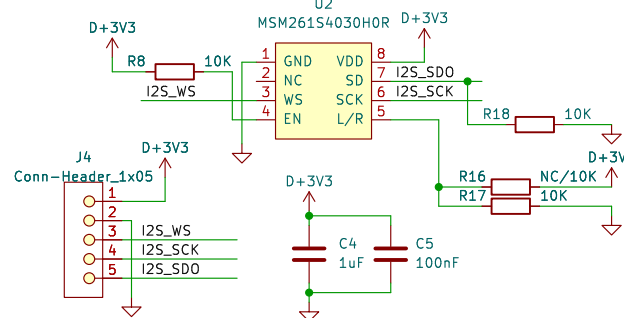 U2
MSM261S4030H0R
D+3V3
D+3V3
R8
10K
1
GND
VDD
8
2
NC
SD
7
I2S_SDO
I2S_WS
3
WS
SCK
6
I2S_SCK
4
EN
L/R
5
R18
10K
J4
Conn-Header_1x05
D+3V3
D+3V
R16
NC/10K
R17
10K
D+3V3
1
2
3
I2S_WS
4
I2S_SCK
5
I2S_SDO
C4
1uF
C5
100nF